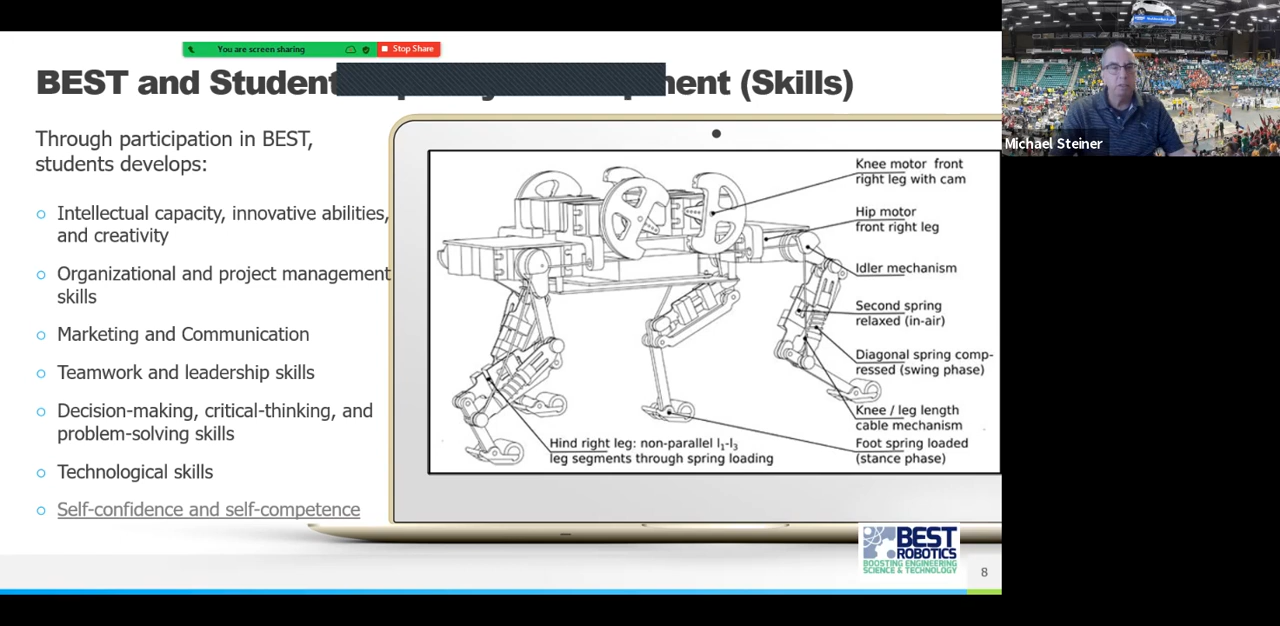 You are screen sharing
Stop Share
BEST and Student (Skills)
Through participation in BEST,
students develops:
Intellectual capacity, innovative abilities,
and creativity
Organizational and project management
skills
Marketing and Communication
Teamwork and leadership skills
Decision-making, critical-thinking, and
problem-solving skills
Technological skills
Self-confidence and self-competence
Knee motor front
right leg with cam
Hip motor
front right leg
Idler mechanism
Second spring
relaxed (in-air)
Diagonal spring comp-
ressed (swing phase)
Knee / leg length
cable mechanism
Foot spring loaded
(stance phase)
Hind right leg: non-parallel l₁-l₃
leg segments through spring loading
BEST
ROBOTICS
BOOSTING ENGINEERING
SCIENCE & TECHNOLOGY
8
Michael Steiner